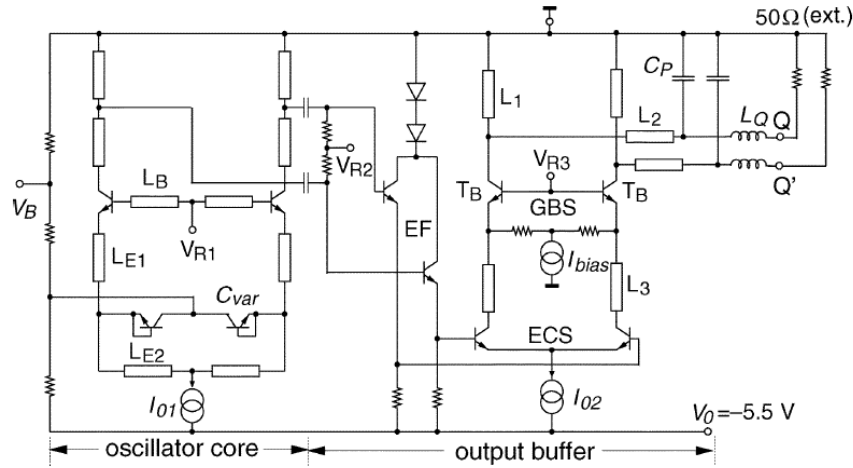 50Ω (ext.)
C_P
L_1
L_2
L_Q Q
Q'
V_R2
V_R3
T_B T_B
GBS
EF
L_B
V_B
V_R1
L_E1
I_bias
L_3
C_var
L_E2
ECS
I_01
I_02
V_0=−5.5 V
oscillator core
output buffer